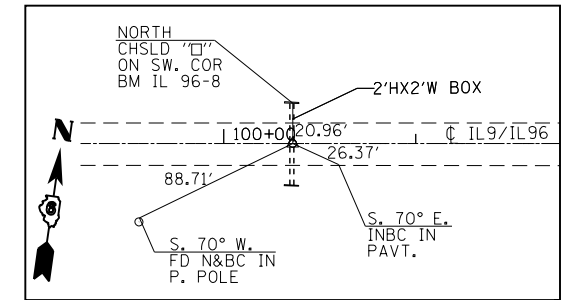 NORTH
CHSLD "□"
ON SW. COR
BM IL 96-8
2'HX2'W BOX
N
100+00
20.96'
℄ IL9/IL96
26.37'
88.71'
6
S. 70° W.
FD N&BC IN
P. POLE
S. 70° E.
INBC IN
PAVT.